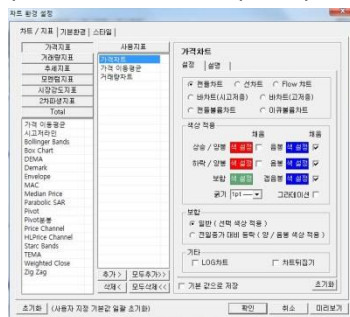 차트 환경 설정
차트 / 지표 | 기본환경 | 스타일
가격지표
거래량지표
추세지표
모멘텀지표
시장강도지표
2차파생지표
Total
가격 이동평균
시고저라인
Bollinger Bands
Box Chart
DEMA
Demark
Envelope
MAC
Median Price
Parabolic SAR
Pivot
Pivot분봉
Price Channel
HLPrice Channel
Starc Bands
TEMA
Weighted Close
Zig Zag
사용지표
가격차트
가격 이동평균
거래량차트
추가> 모두추가>>
삭제< 모두삭제<<
가격차트
설정 | 설명
전돌차트 선차트 Flow 차트
바차트(시고저종) 바차트(고저종)
전돌볼륨차트 이큐볼륨차트
색상 적용
채움 채움
상승 / 양봉 색 설정 음봉 색 설정
하락 / 양봉 색 설정 음봉 색 설정
보합 색 설정 겹음봉 색 설정
굵기 1pt 그라데이션
보합
일반 ( 선택 색상 적용 )
전일종가 대비 등락 ( 양 / 음봉 색상 적용 )
기타
LOG차트 차트뒤집기
기본 값으로 저장 초기화
초기화 (사용자 지정 기본값 일괄 초기화) 확인 취소 미리보기